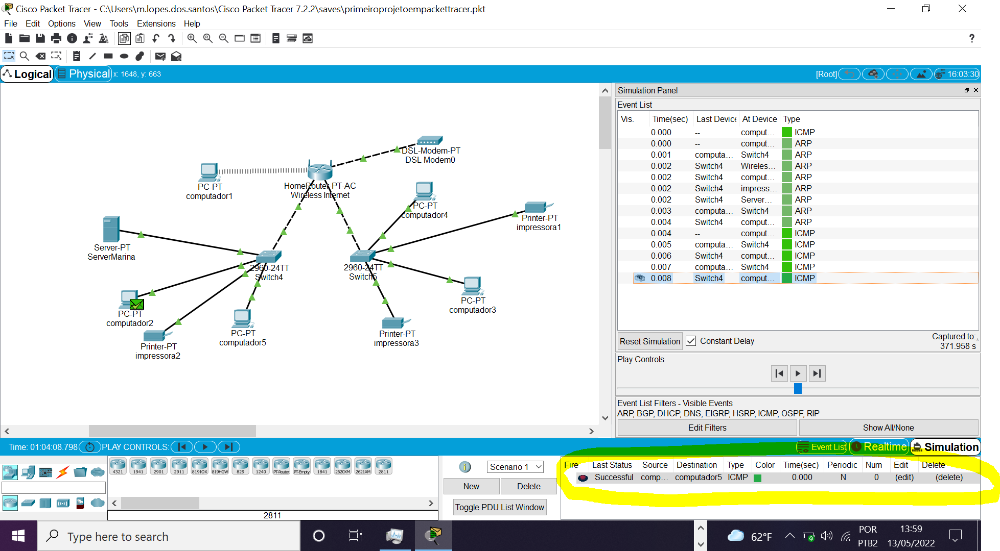 Cisco Packet Tracer - C:\Users\m.lopes.dos.santos\Cisco Packet Tracer 7.2.2\saves\primeiroprojetoempackettracer.pkt
File Edit Options View Tools Extensions Help
?
Logical Physical x: 1648, y: 663 [Root] 16:03:30
Simulation Panel
Event List
Vis. Time(sec) Last Device At Device Type
0.000 -- comput... ICMP
0.000 -- comput... ARP
0.001 computa... Switch4 ARP
0.002 Switch4 Wireles... ARP
0.002 Switch4 comput... ARP
0.002 Switch4 impress... ARP
0.002 Switch4 Server... ARP
0.003 computa... Switch4 ARP
0.004 Switch4 comput... ARP
0.004 -- comput... ICMP
0.005 computa... Switch4 ICMP
0.006 Switch4 comput... ICMP
0.007 computa... Switch4 ICMP
0.008 Switch4 comput... ICMP
DSL-Modem-PT
DSL Modem0
PC-PT
computador1
HomeRouter-PT-AC
Wireless Internet
PC-PT
computador4
Printer-PT
impressora1
Server-PT
ServerMarina
2960-24TT
Switch4
2960-24TT
Switch5
PC-PT
computador3
PC-PT
computador2
PC-PT
computador5
Printer-PT
impressora3
Printer-PT
impressora2
Reset Simulation Constant Delay
Captured to:
371.958 s
Play Controls
Event List Filters - Visible Events
ARP, BGP, DHCP, DNS, EIGRP, HSRP, ICMP, OSPF, RIP
Edit Filters Show All/None
Time: 01:04:08.798 PLAY CONTROLS: Event List Realtime Simulation
4321 1941 2901 2911 819IOX 819HGW 829 1240 PT-Router PT-Empty 1841 2620XM 2621XM 2811
2811
Scenario 1
New Delete
Toggle PDU List Window
Fire Last Status Source Destination Type Color Time(sec) Periodic Num Edit Delete
Successful comp... computador5 ICMP 0.000 N 0 (edit) (delete)
Type here to search
62°F
POR
PTB2
13:59
13/05/2022